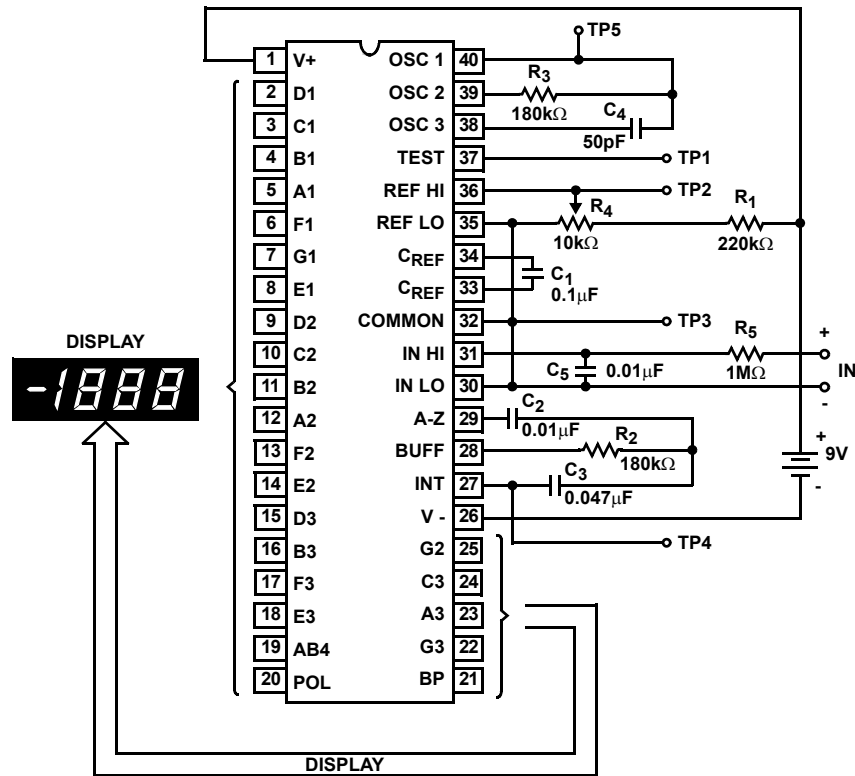 TP5
1 V+ OSC 1 40
2 D1 OSC 2 39 R3 180kΩ
3 C1 OSC 3 38 C4 50pF
4 B1 TEST 37 TP1
5 A1 REF HI 36 TP2
6 F1 REF LO 35 R4 10kΩ R1 220kΩ
7 G1 CREF 34
8 E1 CREF 33 C1 0.1µF
9 D2 COMMON 32 TP3
10 C2 IN HI 31 R5 1MΩ +
11 B2 IN LO 30 C5 0.01µF - IN
12 A2 A-Z 29 C2 0.01µF
13 F2 BUFF 28 R2 180kΩ
14 E2 INT 27 C3 0.047µF
15 D3 V - 26 + 9V -
16 B3 G2 25 TP4
17 F3 C3 24
18 E3 A3 23
19 AB4 G3 22
20 POL BP 21
DISPLAY
-1888
DISPLAY